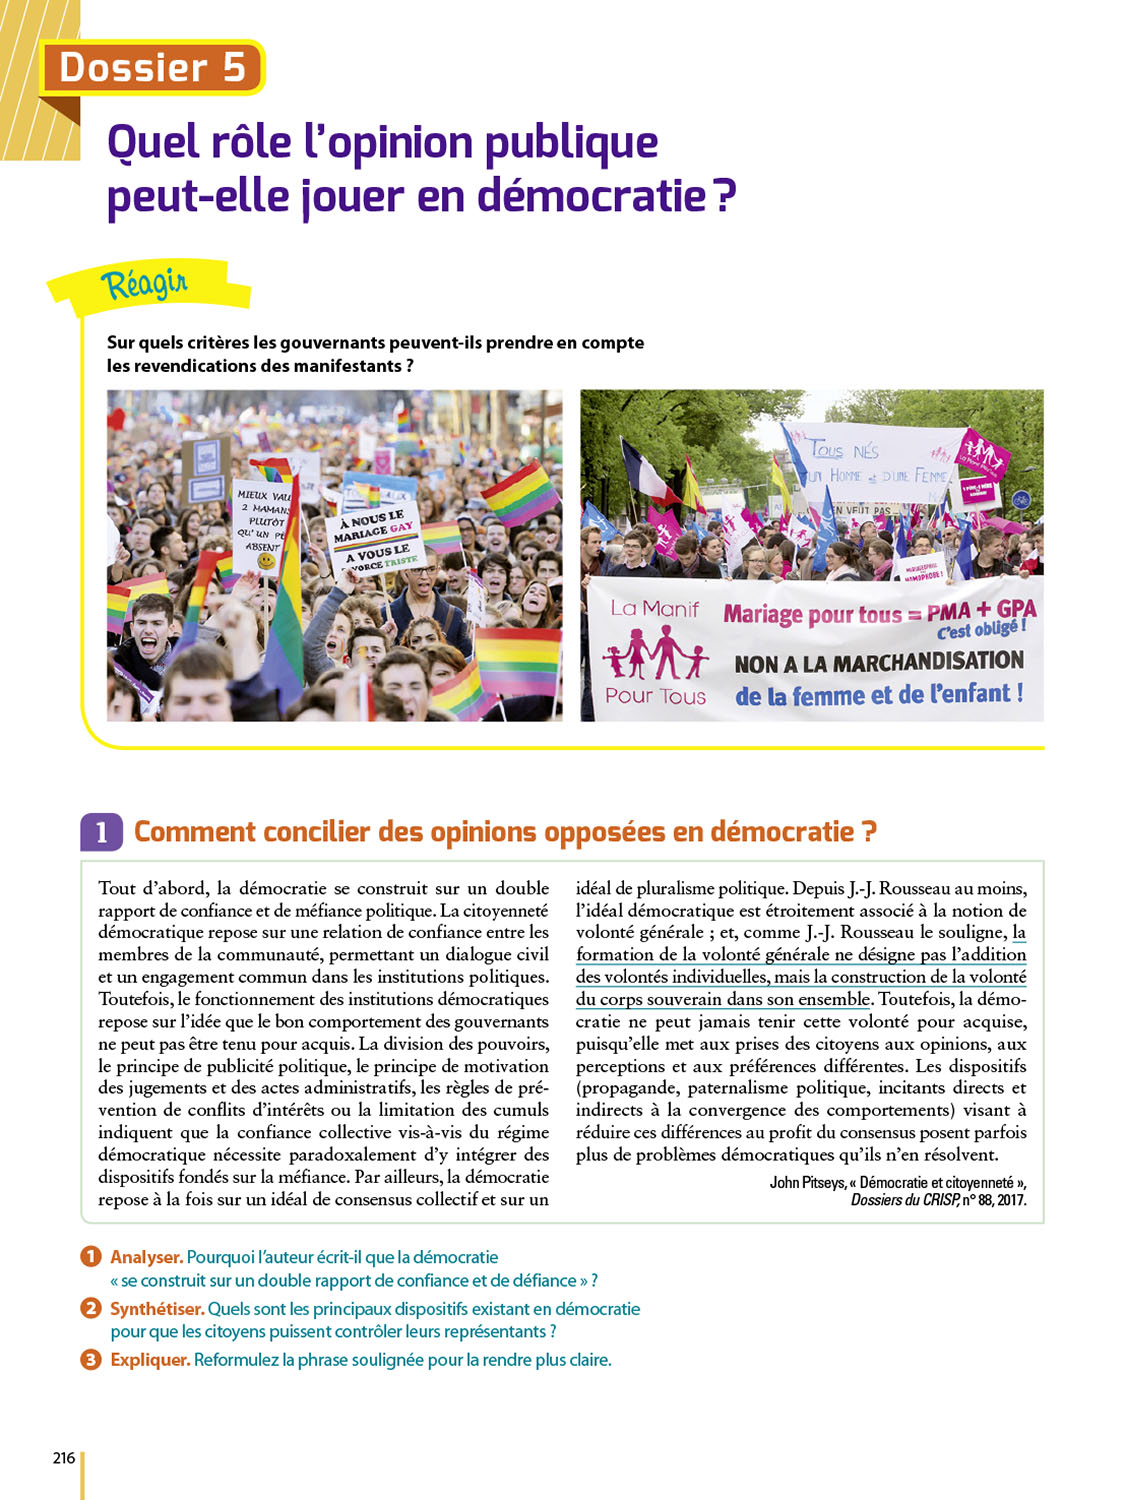 Dossier 5
Quel rôle l'opinion publique
peut-elle jouer en démocratie ?
Réagir
Sur quels critères les gouvernants peuvent-ils prendre en compte
les revendications des manifestants ?
MIEUX VAUT
2 MAMANS
PLUTÔT
QU'UN
ABSENT
À NOUS LE
MARIAGE GAY
A VOUS LE
TRISTE
TOUS NÉS
UN HOMME D'UNE FEMME
EN VEUT PAS
La Manif
Pour Tous
Mariage pour tous = PMA + GPA
C'est obligé !
NON A LA MARCHANDISATION
de la femme et de l'enfant !
1 Comment concilier des opinions opposées en démocratie ?
Tout d'abord, la démocratie se construit sur un double
rapport de confiance et de méfiance politique. La citoyenneté
démocratique repose sur une relation de confiance entre les
membres de la communauté, permettant un dialogue civil
et un engagement commun dans les institutions politiques.
Toutefois, le fonctionnement des institutions démocratiques
repose sur l'idée que le bon comportement des gouvernants
ne peut pas être tenu pour acquis. La division des pouvoirs,
le principe de publicité politique, le principe de motivation
des jugements et des actes administratifs, les règles de pré-
vention de conflits d'intérêts ou la limitation des cumuls
indiquent que la confiance collective vis-à-vis du régime
démocratique nécessite paradoxalement d'y intégrer des
dispositifs fondés sur la méfiance. Par ailleurs, la démocratie
repose à la fois sur un idéal de consensus collectif et sur un
idéal de pluralisme politique. Depuis J.-J. Rousseau au moins,
l'idéal démocratique est étroitement associé à la notion de
volonté générale ; et, comme J.-J. Rousseau le souligne, la
formation de la volonté générale ne désigne pas l'addition
des volontés individuelles, mais la construction de la volonté
du corps souverain dans son ensemble. Toutefois, la démo-
cratie ne peut jamais tenir cette volonté pour acquise,
puisqu'elle met aux prises des citoyens aux opinions, aux
perceptions et aux préférences différentes. Les dispositifs
(propagande, paternalisme politique, incitants directs et
indirects à la convergence des comportements) visant à
réduire ces différences au profit du consensus posent parfois
plus de problèmes démocratiques qu'ils n'en résolvent.
John Pitseys, « Démocratie et citoyenneté »,
Dossiers du CRISP, n° 88, 2017.
1 Analyser. Pourquoi l'auteur écrit-il que la démocratie
« se construit sur un double rapport de confiance et de défiance » ?
2 Synthétiser. Quels sont les principaux dispositifs existant en démocratie
pour que les citoyens puissent contrôler leurs représentants ?
3 Expliquer. Reformulez la phrase soulignée pour la rendre plus claire.
216